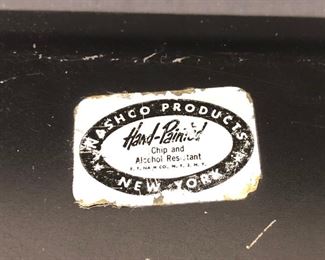 NASHCO PRODUCTS
Hand-Painted
Chip and
Alcohol Resistant
NEW YORK